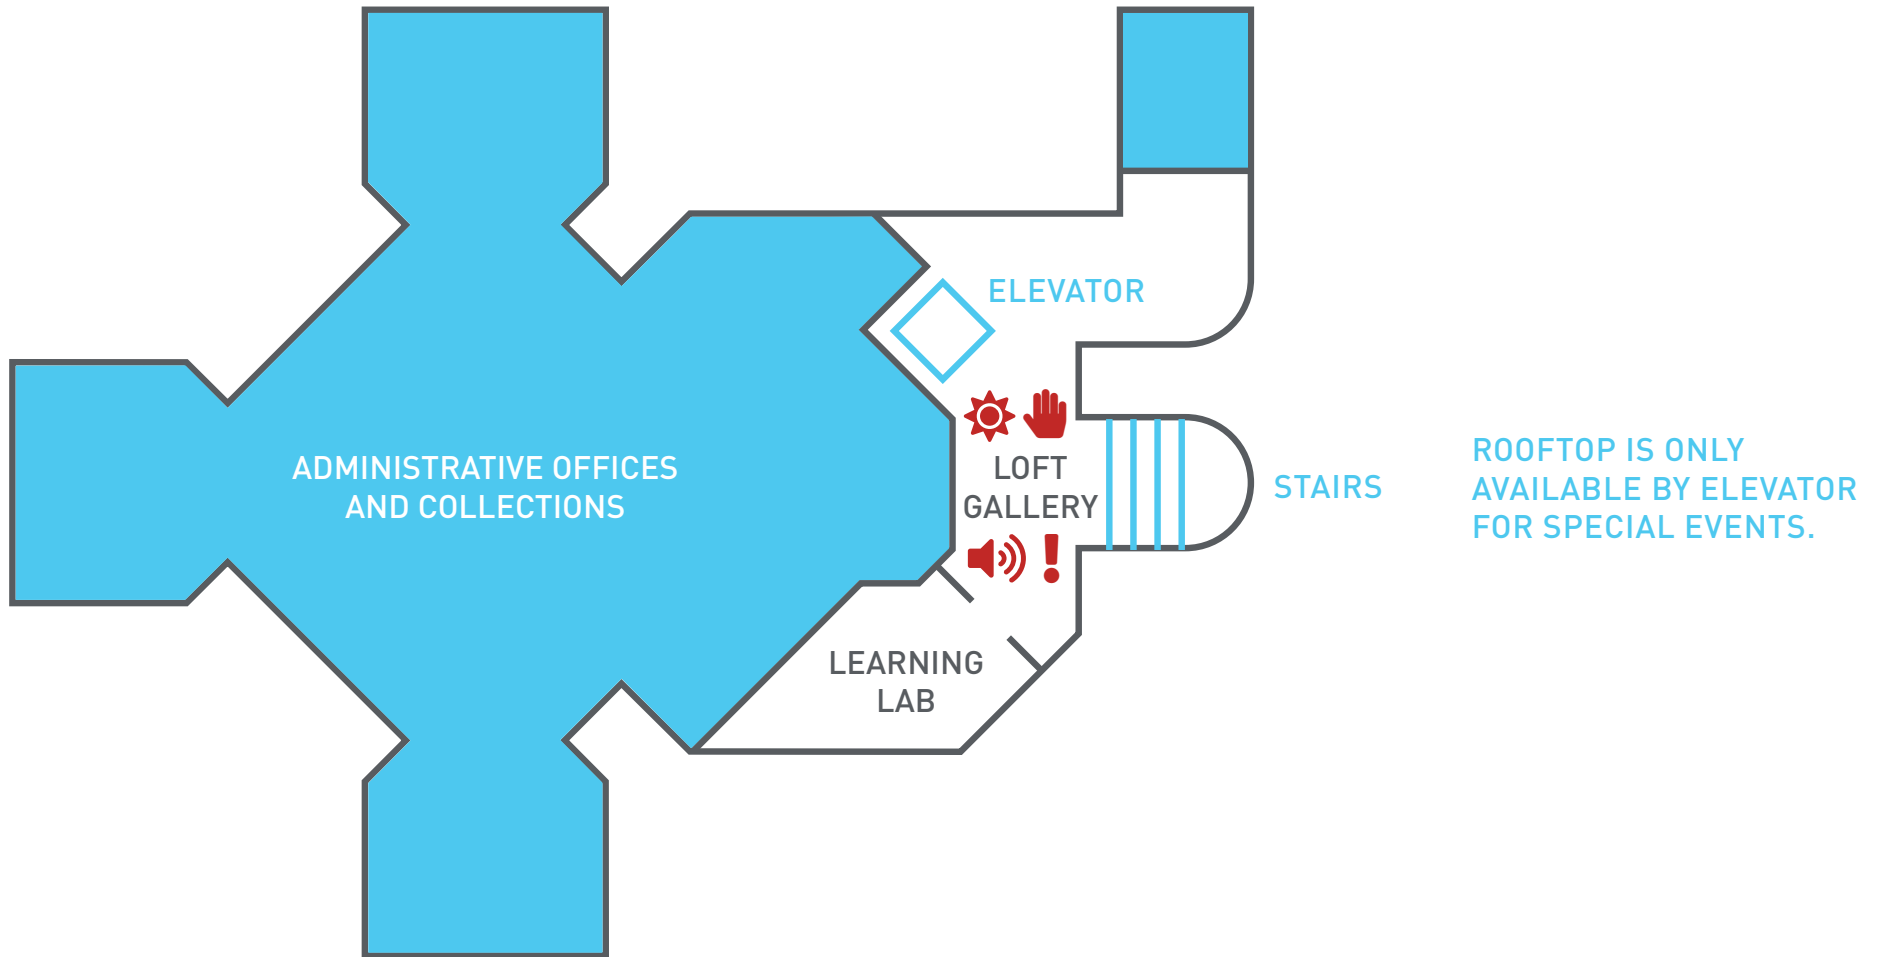 ELEVATOR
ADMINISTRATIVE OFFICES
AND COLLECTIONS
LOFT
GALLERY
STAIRS
ROOFTOP IS ONLY
AVAILABLE BY ELEVATOR
FOR SPECIAL EVENTS.
LEARNING
LAB